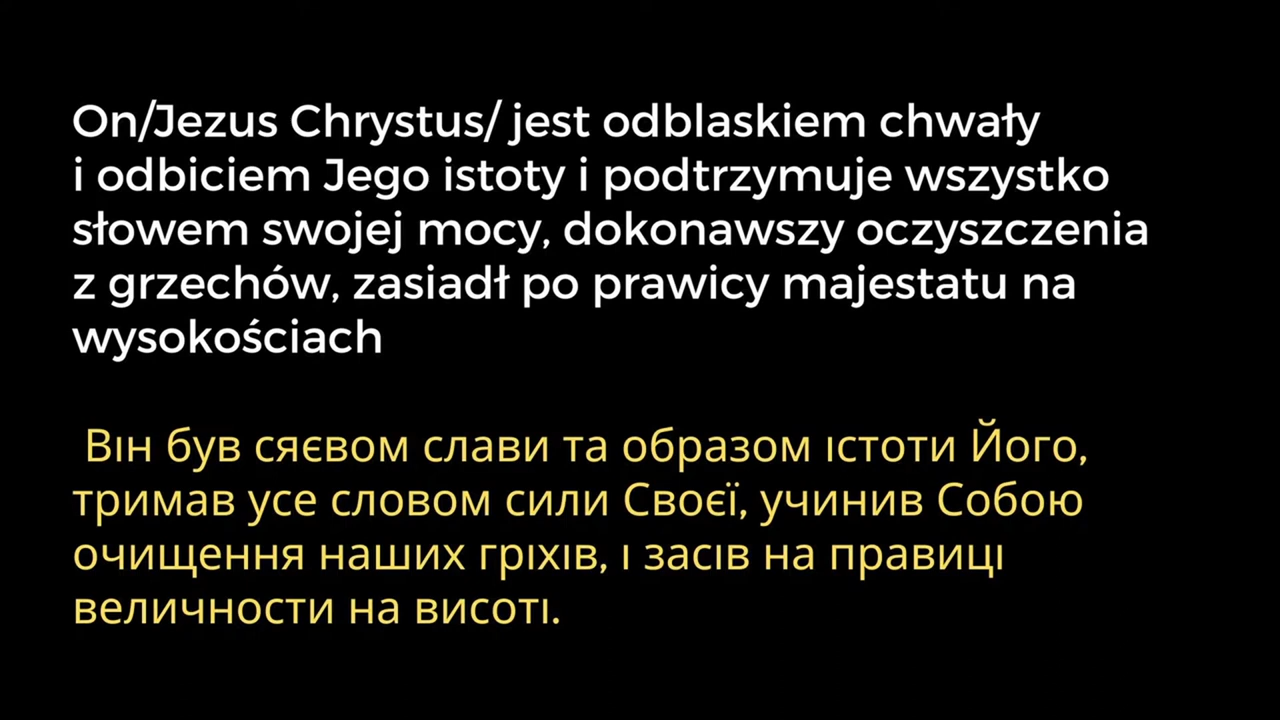 On/Jezus Chrystus/ jest odblaskiem chwały
i odbiciem Jego istoty i podtrzymuje wszystko
słowem swojej mocy, dokonawszy oczyszczenia
z grzechów, zasiadł po prawicy majestatu na
wysokościach
Він був сяєвом слави та образом істоти Його,
тримав усе словом сили Своєї, учинив Собою
очищення наших гріхів, і засів на правиці
величности на висоті.